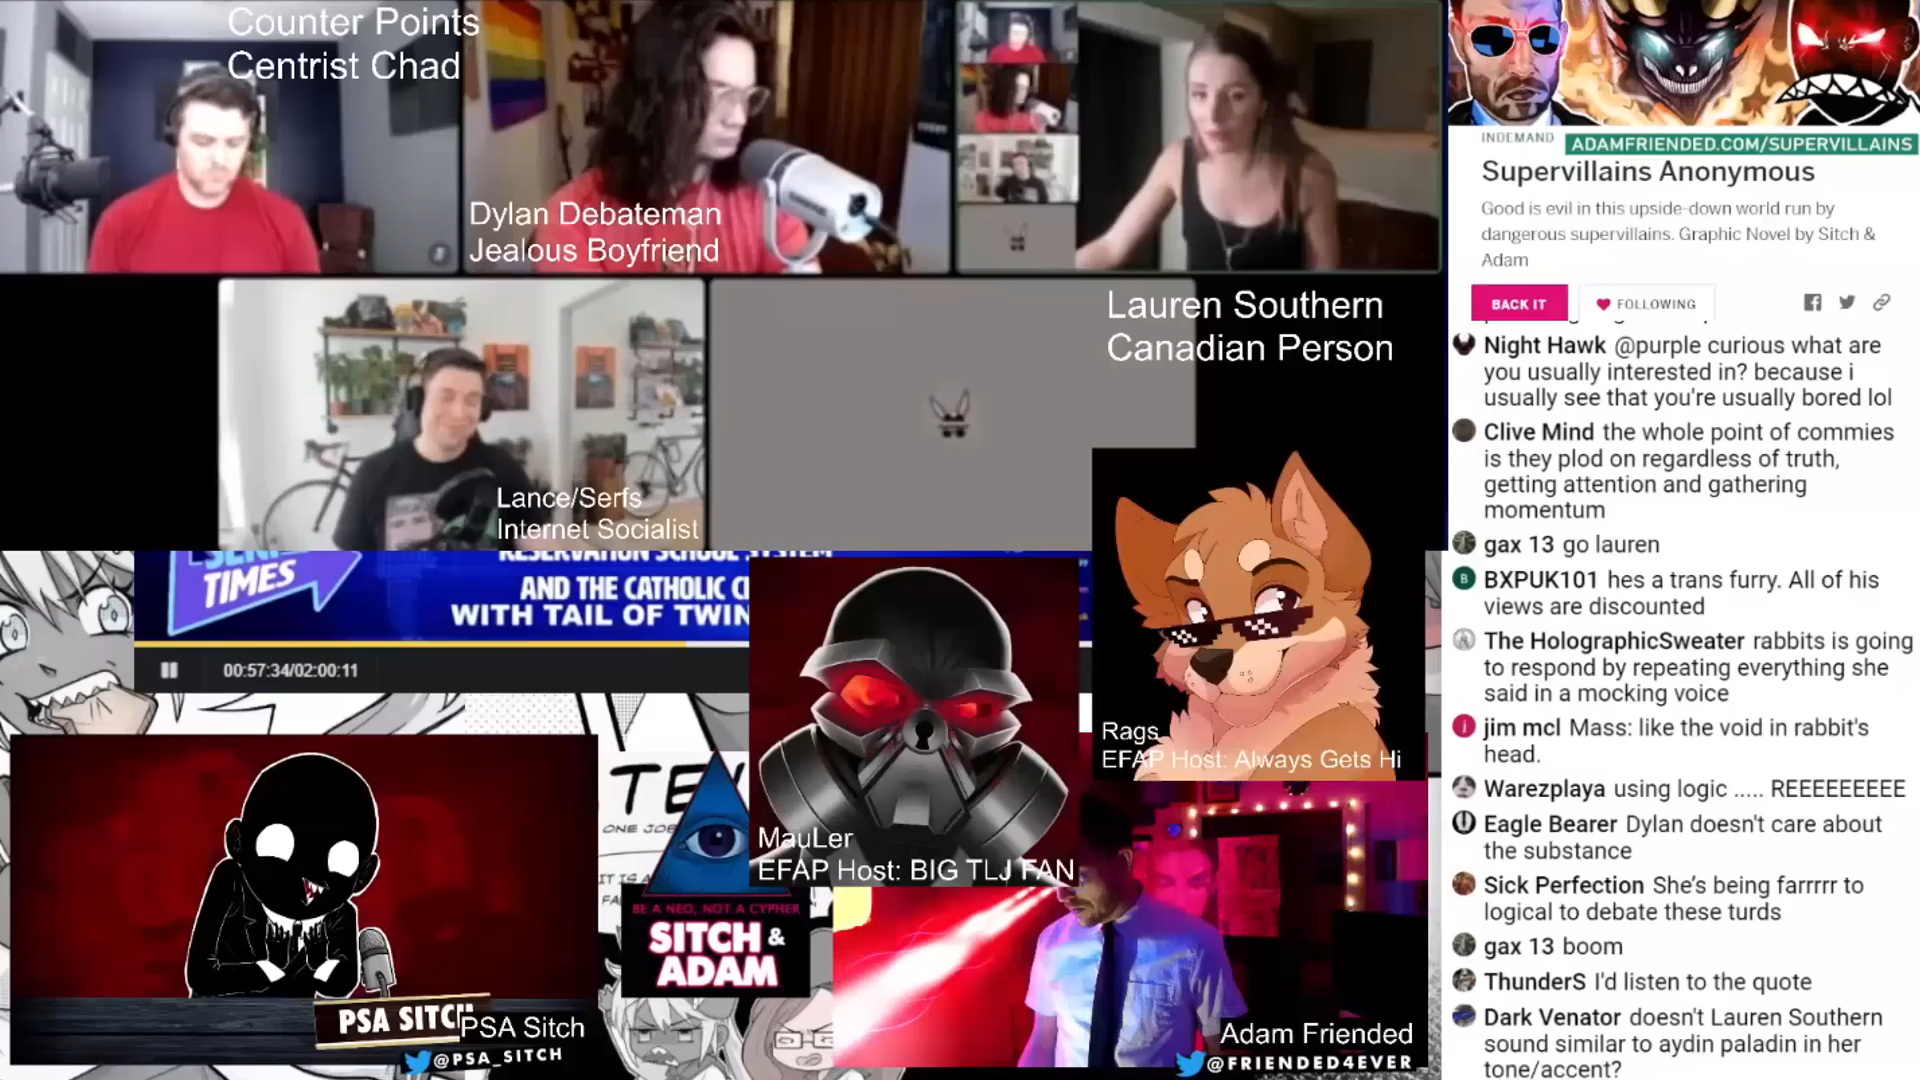 Counter Points
Centrist Chad
Dylan Debateman
Jealous Boyfriend
Lauren Southern
Canadian Person
Lance/Serfs
Internet Socialist
TIMES
RESERVATION SCHOOL SYSTEM
AND THE CATHOLIC C
WITH TAIL OF TWIN
00:57:34/02:00:11
Rags
EFAP Host: Always Gets Hi
MauLer
EFAP Host: BIG TLJ FAN
ONE JOB
BE A NEO, NOT A CYPHER
SITCH &
ADAM
PSA SITCH
PSA Sitch
@PSA_SITCH
Adam Friended
@FRIENDED4EVER
INDEMAND
ADAMFRIENDED.COM/SUPERVILLAINS
Supervillains Anonymous
Good is evil in this upside-down world run by
dangerous supervillains. Graphic Novel by Sitch &
Adam
BACK IT
FOLLOWING
Night Hawk @purple curious what are
you usually interested in? because i
usually see that you're usually bored lol
Clive Mind the whole point of commies
is they plod on regardless of truth,
getting attention and gathering
momentum
gax 13 go lauren
B
BXPUK101 hes a trans furry. All of his
views are discounted
The HolographicSweater rabbits is going
to respond by repeating everything she
said in a mocking voice
j
jim mcl Mass: like the void in rabbit's
head.
Warezplaya using logic ..... REEEEEEEEE
Eagle Bearer Dylan doesn't care about
the substance
Sick Perfection She's being farrrrr to
logical to debate these turds
gax 13 boom
ThunderS I'd listen to the quote
Dark Venator doesn't Lauren Southern
sound similar to aydin paladin in her
tone/accent?